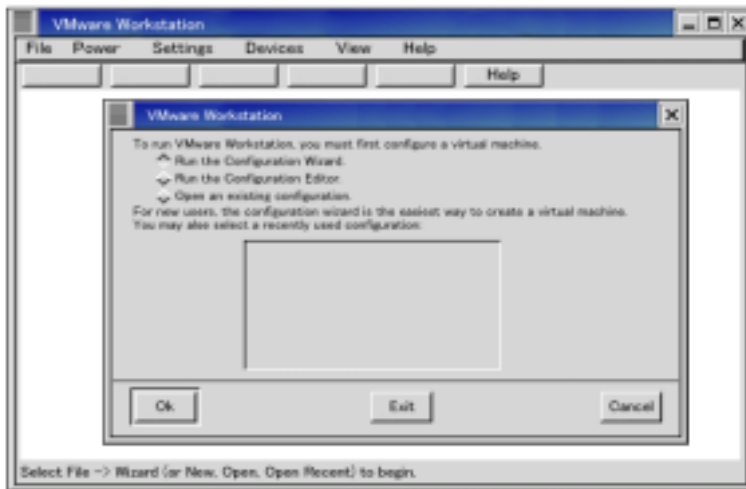 VMware Workstation
File Power Settings Devices View Help
Help
VMware Workstation
To run VMware Workstation, you must first configure a virtual machine.
Run the Configuration Wizard.
Run the Configuration Editor.
Open an existing configuration.
For new users, the configuration wizard is the easiest way to create a virtual machine.
You may also select a recently used configuration:
Ok Exit Cancel
Select File -> Wizard (or New, Open, Open Recent) to begin.